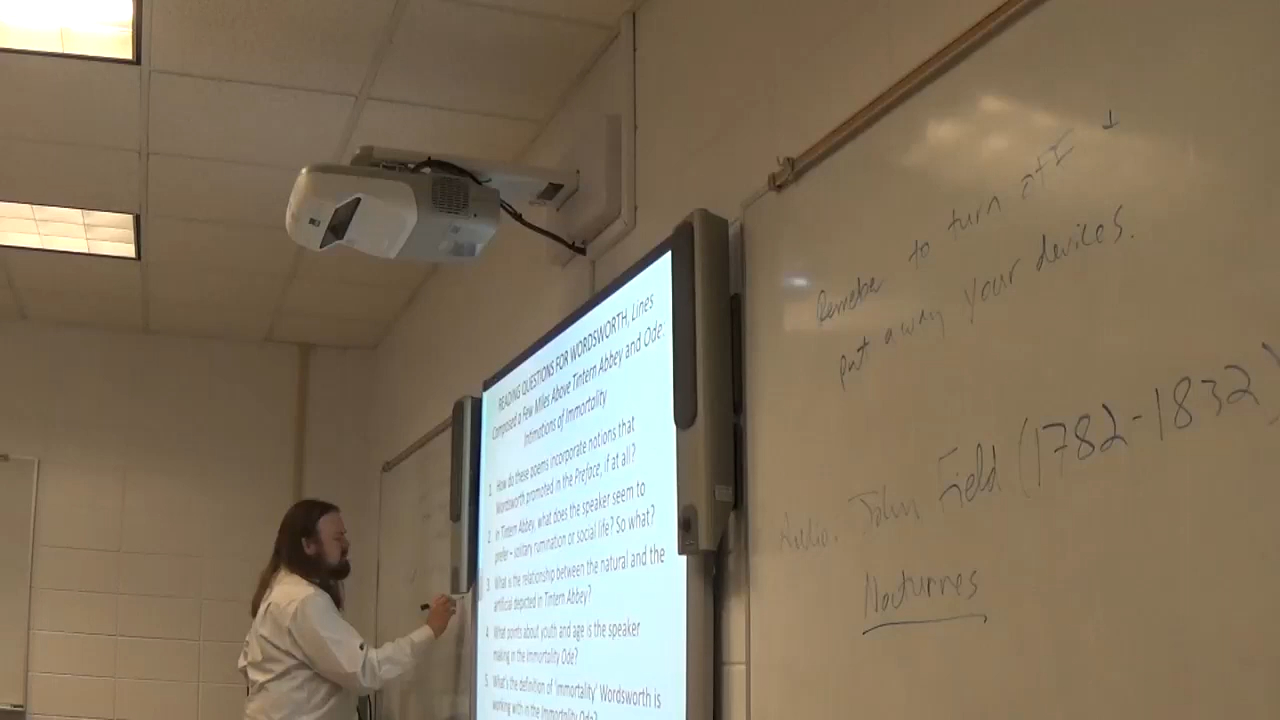 READING QUESTIONS FOR WORDSWORTH, Lines
Composed a Few Miles Above Tintern Abbey and Ode:
Intimations of Immortality
1. How do these poems incorporate notions that
Wordsworth promoted in the Preface, if at all?
2. In Tintern Abbey, what does the speaker seem to
prefer – solitary rumination or social life? So what?
3. What is the relationship between the natural and the
artificial depicted in Tintern Abbey?
4. What points about youth and age is the speaker
making in the Immortality Ode?
5. What's the definition of 'immortality' Wordsworth is
working with in the Immortality Ode?
Remebe to turn off +
put away your devices.
Audio. John Field (1782-1832)
Nocturnes